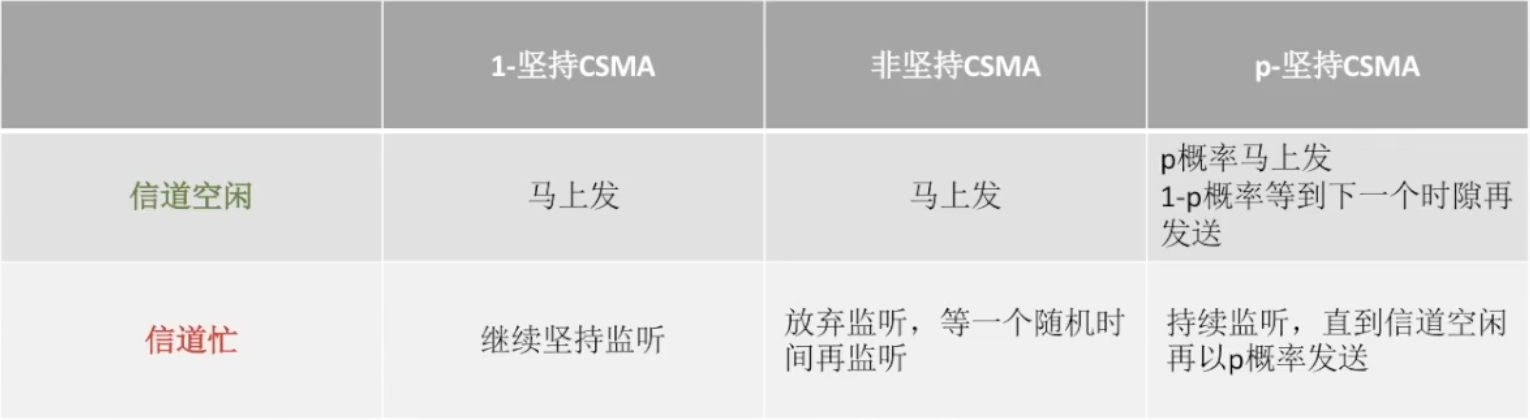 1-坚持CSMA
非坚持CSMA
p-坚持CSMA
信道空闲
马上发
马上发
p概率马上发
1-p概率等到下一个时隙再
发送
信道忙
继续坚持监听
放弃监听，等一个随机时
间再监听
持续监听，直到信道空闲
再以p概率发送